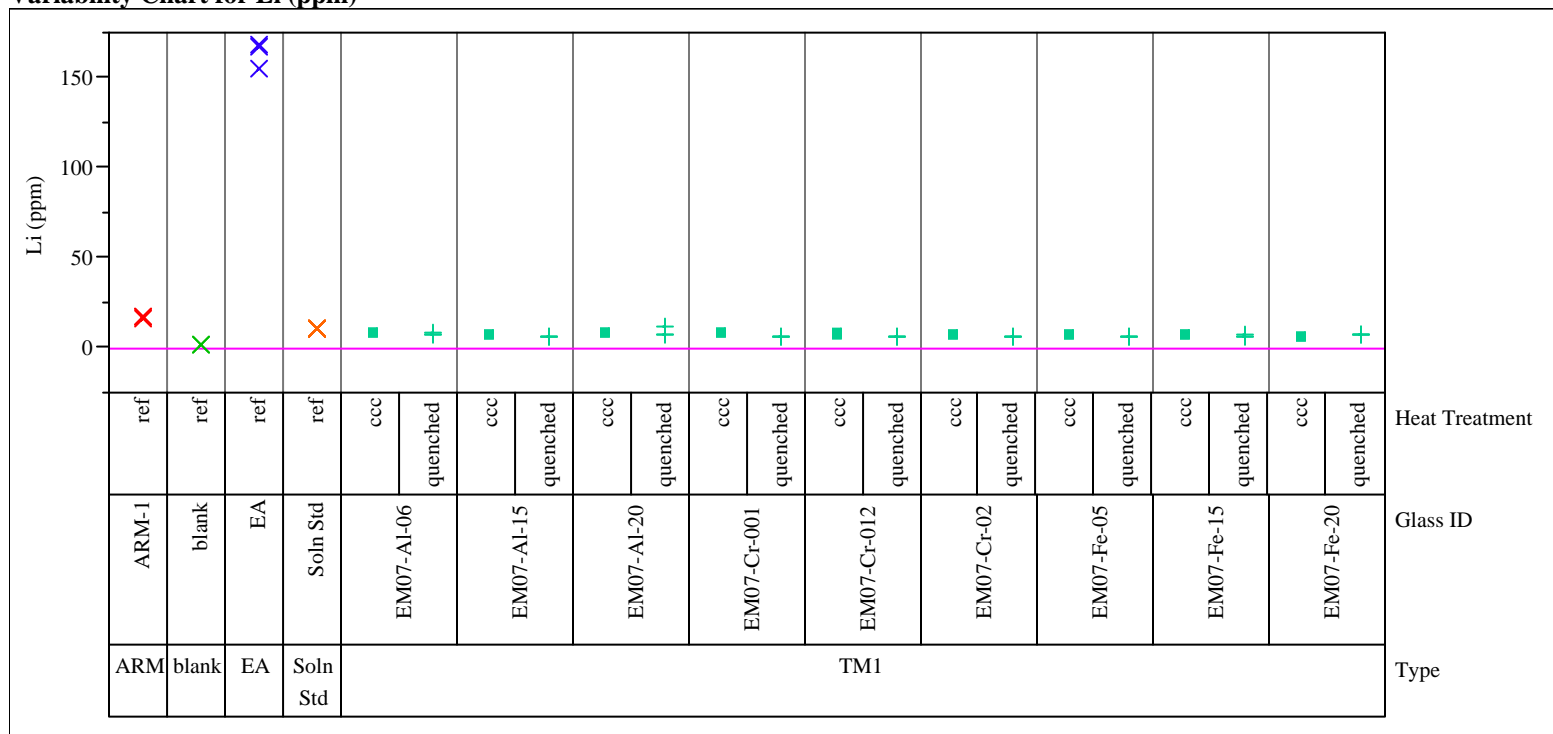 Variability Chart for Li (ppm)
150
100
50
0
Li (ppm)
ref
ref
ref
ref
ccc
quenched
ccc
quenched
ccc
quenched
ccc
quenched
ccc
quenched
ccc
quenched
ccc
quenched
ccc
quenched
ccc
quenched
Heat Treatment
ARM-1
blank
EA
Soln Std
EM07-Al-06
EM07-Al-15
EM07-Al-20
EM07-Cr-001
EM07-Cr-012
EM07-Cr-02
EM07-Fe-05
EM07-Fe-15
EM07-Fe-20
Glass ID
ARM
blank
EA
Soln
Std
TM1
Type